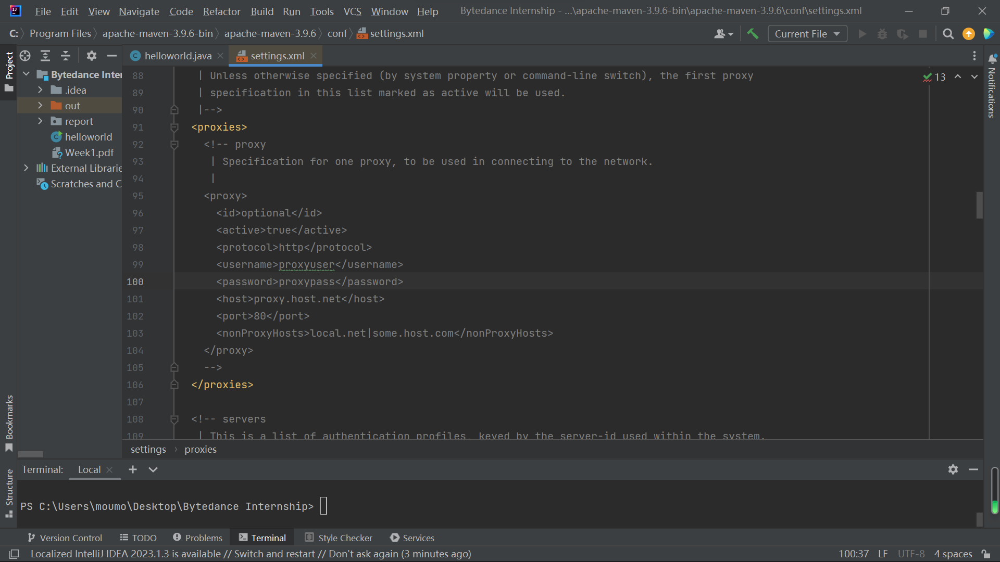 File Edit View Navigate Code Refactor Build Run Tools VCS Window Help Bytedance Internship - ...\apache-maven-3.9.6-bin\apache-maven-3.9.6\conf\settings.xml
C: Program Files apache-maven-3.9.6-bin apache-maven-3.9.6 conf settings.xml Current File
Project
helloworld.java settings.xml
Bytedance Inter
.idea
out
report
helloworld
Week1.pdf
External Librarie
Scratches and C
88 | Unless otherwise specified (by system property or command-line switch), the first proxy
89 | specification in this list marked as active will be used.
90 |-->
91 <proxies>
92 <!-- proxy
93 | Specification for one proxy, to be used in connecting to the network.
94 |
95 <proxy>
96 <id>optional</id>
97 <active>true</active>
98 <protocol>http</protocol>
99 <username>proxyuser</username>
100 <password>proxypass</password>
101 <host>proxy.host.net</host>
102 <port>80</port>
103 <nonProxyHosts>local.net|some.host.com</nonProxyHosts>
104 </proxy>
105 -->
106 </proxies>
107
108 <!-- servers
109 | This is a list of authentication profiles, keyed by the server-id used within the system.
13
Notifications
settings › proxies
Bookmarks
Structure
Terminal: Local
PS C:\Users\moumo\Desktop\Bytedance Internship>
Version Control TODO Problems Terminal Style Checker Services
Localized IntelliJ IDEA 2023.1.3 is available // Switch and restart // Don't ask again (3 minutes ago) 100:37 LF UTF-8 4 spaces